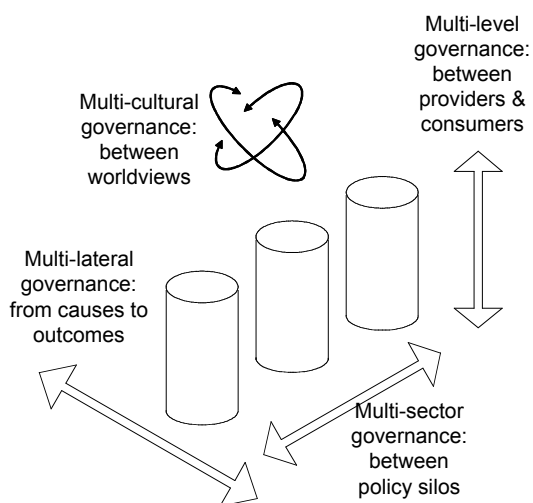 Multi-level
governance:
between
providers &
consumers
Multi-cultural
governance:
between
worldviews
Multi-lateral
governance:
from causes to
outcomes
Multi-sector
governance:
between
policy silos